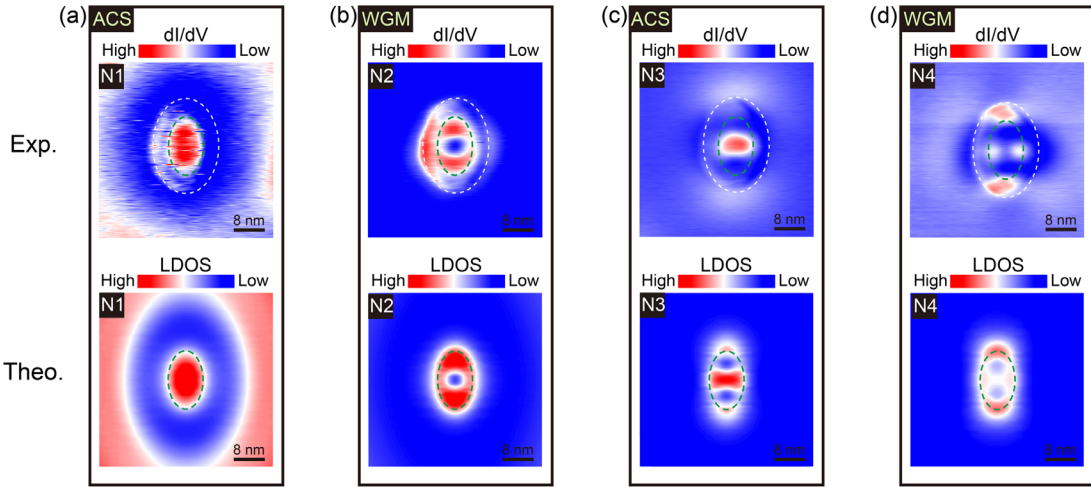 (a) ACS
dI/dV
High Low
N1
8 nm
(b) WGM
dI/dV
High Low
N2
8 nm
(c) ACS
dI/dV
High Low
N3
8 nm
(d) WGM
dI/dV
High Low
N4
8 nm
Exp.
LDOS
High Low
N1
8 nm
LDOS
High Low
N2
8 nm
LDOS
High Low
N3
8 nm
LDOS
High Low
N4
8 nm
Theo.